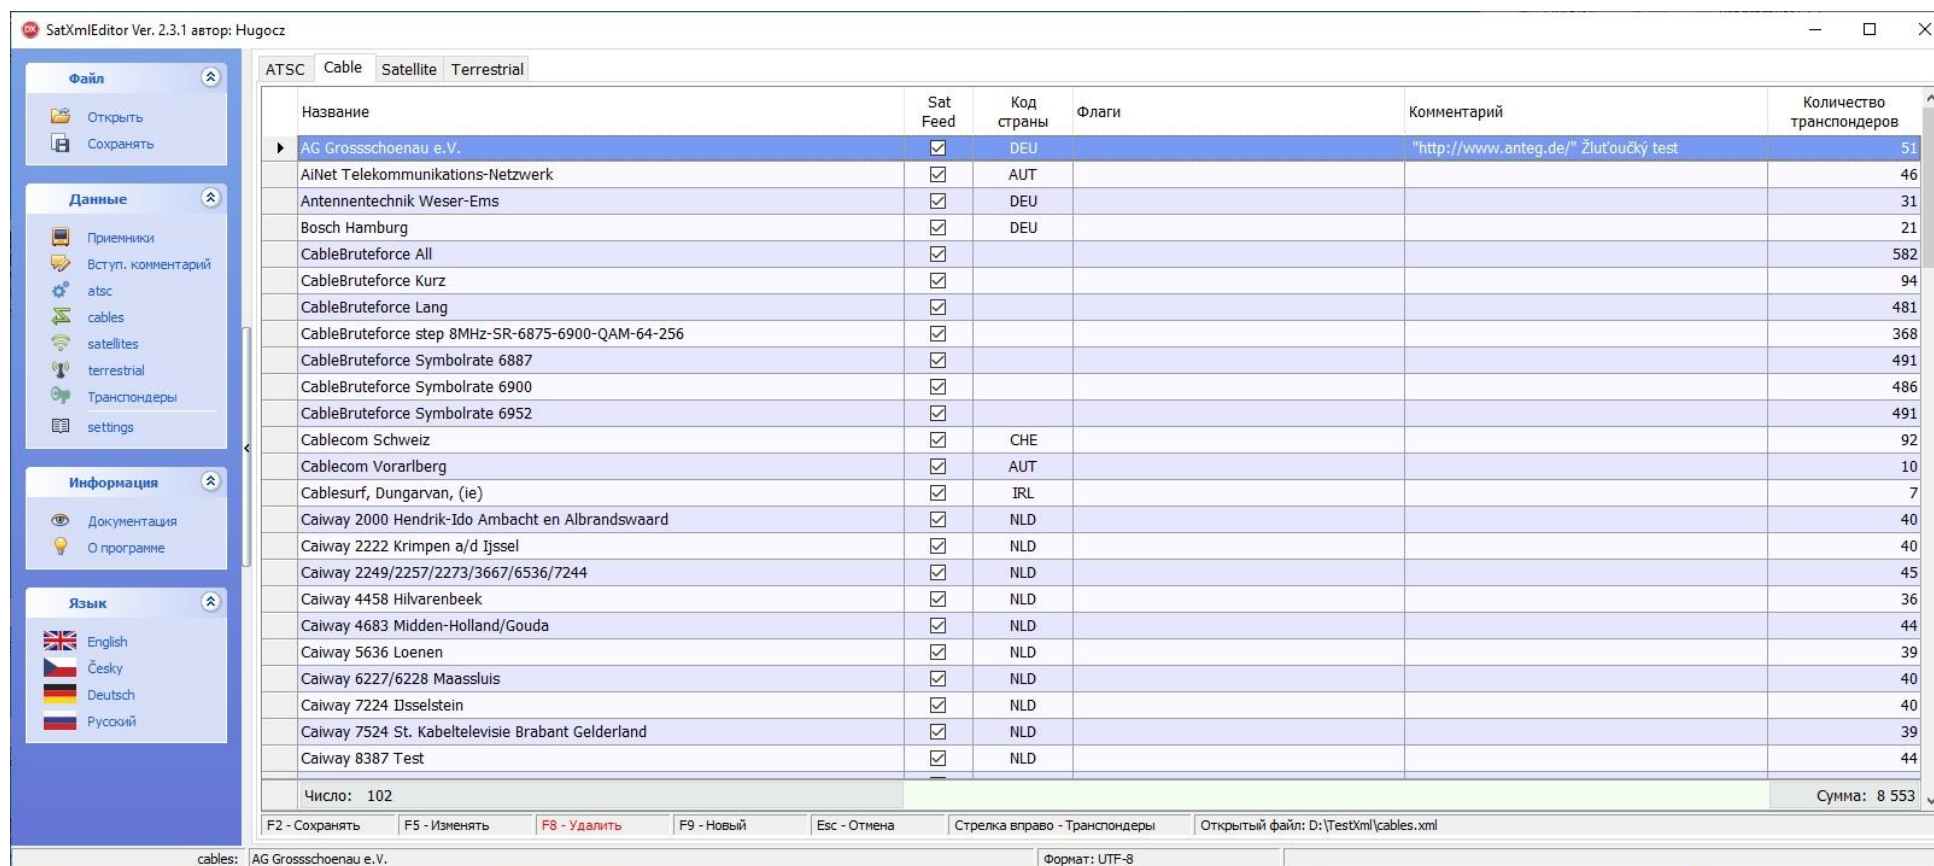 SatXmlEditor Ver. 2.3.1 автор: Hugocz
Файл
Открыть
Сохранять
Данные
Приемники
Вступ. комментарий
atsc
cables
satellites
terrestrial
Транспондеры
settings
Информация
Документация
О программе
Язык
English
Česky
Deutsch
Русский
ATSC Cable Satellite Terrestrial
Название Sat Feed Код страны Флаги Комментарий Количество транспондеров
AG Grossschoenau e.V. DEU "http://www.anteg.de/" Žluťoučký test 51
AiNet Telekommunikations-Netzwerk AUT 46
Antennentechnik Weser-Ems DEU 31
Bosch Hamburg DEU 21
CableBruteforce All 582
CableBruteforce Kurz 94
CableBruteforce Lang 481
CableBruteforce step 8MHz-SR-6875-6900-QAM-64-256 368
CableBruteforce Symbolrate 6887 491
CableBruteforce Symbolrate 6900 486
CableBruteforce Symbolrate 6952 491
Cablecom Schweiz CHE 92
Cablecom Vorarlberg AUT 10
Cablesurf, Dungarvan, (ie) IRL 7
Caiway 2000 Hendrik-Ido Ambacht en Albrandswaard NLD 40
Caiway 2222 Krimpen a/d Ijssel NLD 40
Caiway 2249/2257/2273/3667/6536/7244 NLD 45
Caiway 4458 Hilvarenbeek NLD 36
Caiway 4683 Midden-Holland/Gouda NLD 44
Caiway 5636 Loenen NLD 39
Caiway 6227/6228 Maassluis NLD 40
Caiway 7224 IJsselstein NLD 40
Caiway 7524 St. Kabeltelevisie Brabant Gelderland NLD 39
Caiway 8387 Test NLD 44
Число: 102 Сумма: 8 553
F2 - Сохранять F5 - Изменять F8 - Удалить F9 - Новый Esc - Отмена Стрелка вправо - Транспондеры Открытый файл: D:\TestXml\cables.xml
cables: AG Grossschoenau e.V. Формат: UTF-8